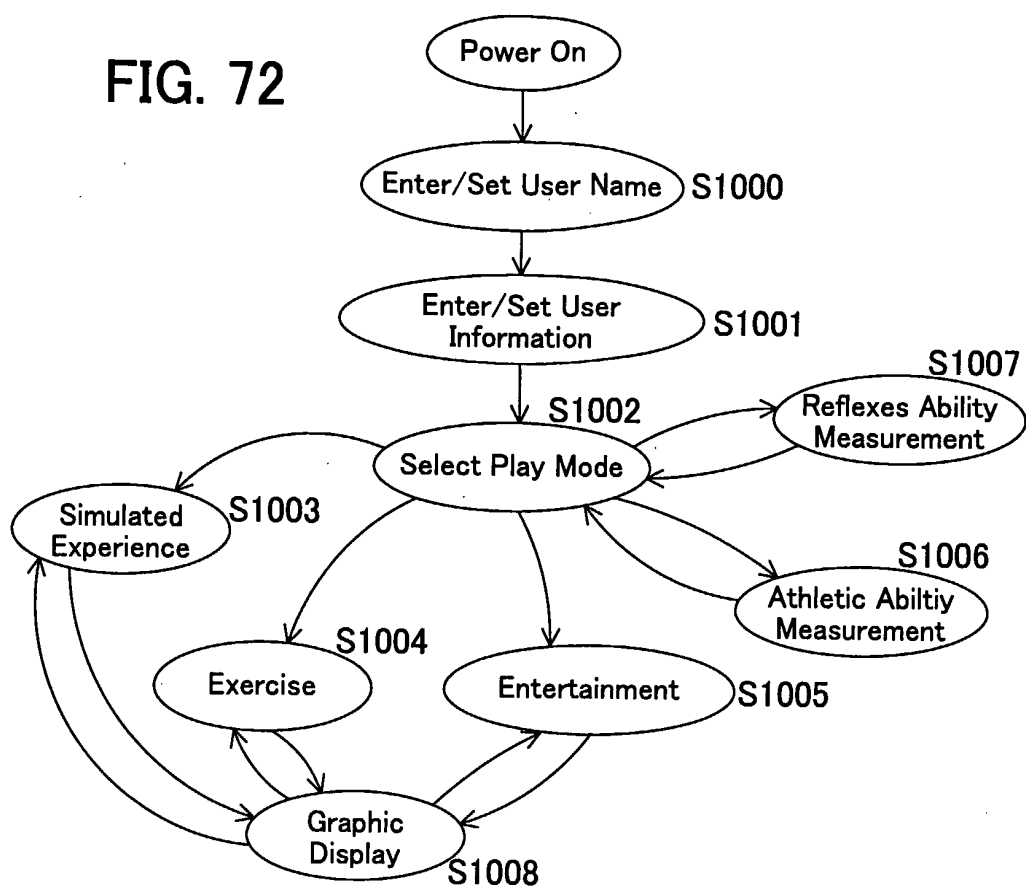 FIG. 72
Power On
Enter/Set User Name
S1000
Enter/Set User
Information
S1001
S1002
Select Play Mode
S1007
Reflexes Ability
Measurement
Simulated
Experience
S1003
S1006
Athletic Abiltiy
Measurement
S1004
Exercise
Entertainment
S1005
Graphic
Display
S1008